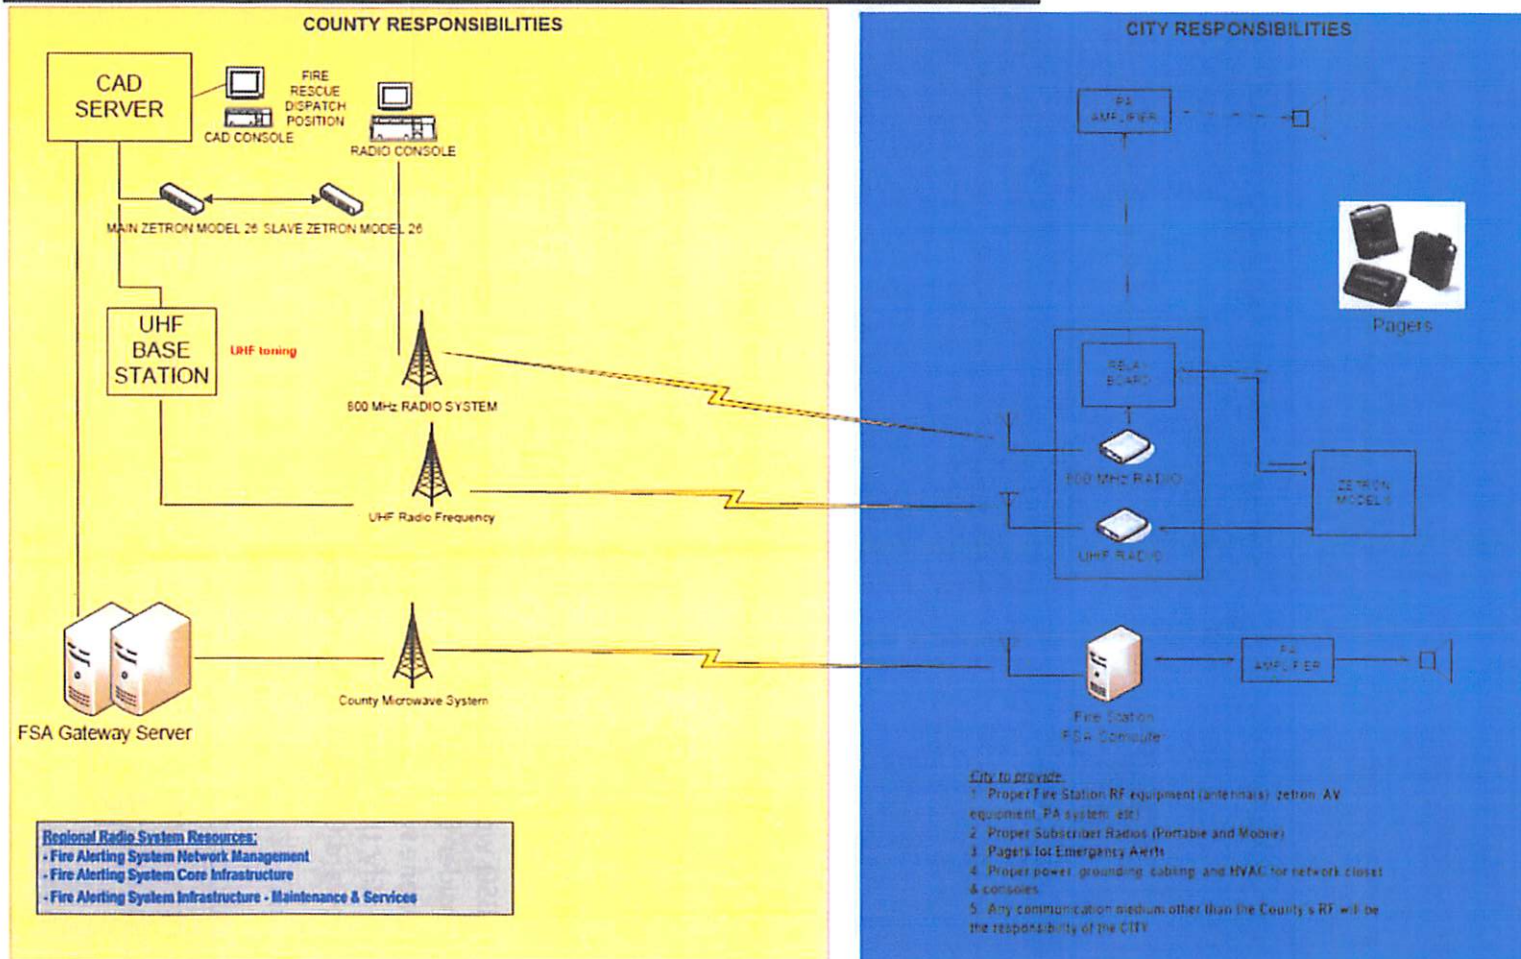 COUNTY RESPONSIBILITIES
CAD
SERVER
FIRE
RESCUE
DISPATCH
POSITION
CAD CONSOLE
RADIO CONSOLE
MAIN ZETRON MODEL 26 SLAVE ZETRON MODEL 26
UHF
BASE
STATION
UHF toning
800 MHz RADIO SYSTEM
UHF Radio Frequency
FSA Gateway Server
County Microwave System
Regional Radio System Resources:
- Fire Alerting System Network Management
- Fire Alerting System Core Infrastructure
- Fire Alerting System Infrastructure - Maintenance & Services
CITY RESPONSIBILITIES
PA
AMPLIFIER
Pagers
RELAY
BOARD
800 MHz RADIO
ZETRON
MODEL 6
UHF RADIO
PA
AMPLIFIER
Fire Station
FSA Computer
City to provide:
1. Proper Fire Station RF equipment (antenna(s), zetron, AV
equipment, PA system, etc)
2. Proper Subscriber Radios (Portable and Mobile)
3. Pagers for Emergency Alerts
4. Proper power, grounding, cabling, and HVAC for network closet
& consoles
5. Any communication medium other than the County's RF will be
the responsibility of the CITY